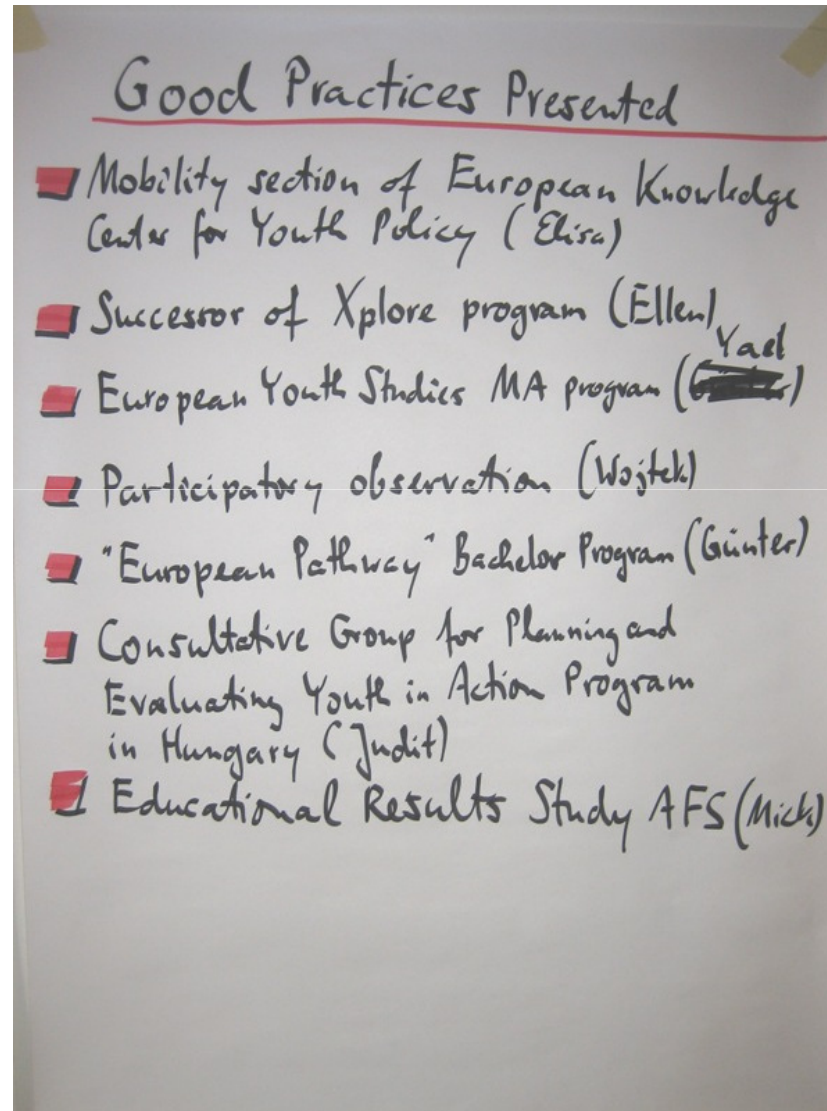 Good Practices Presented
Mobility section of European Knowledge
Center for Youth Policy (Elisa)
Successor of Xplore program (Ellen)
Yael
European Youth Studies MA program ()
Participatory observation (Wojtek)
"European Pathway" Bachelor Program (Günter)
Consultative Group for Planning and
Evaluating Youth in Action Program
in Hungary (Judit)
Educational Results Study AFS (Mick)